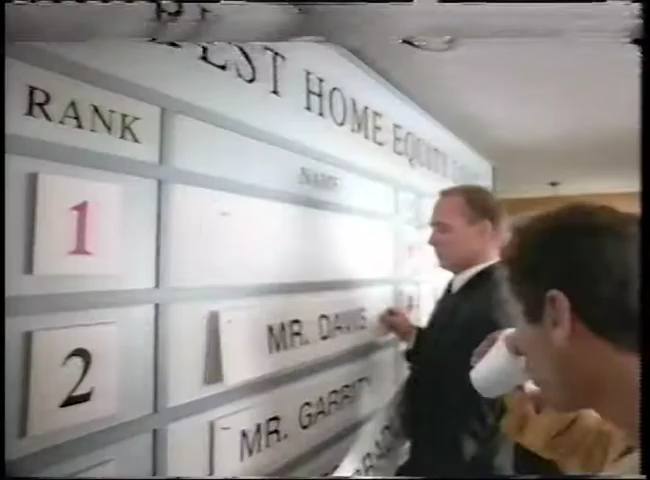 EST HOME EQUITY
RANK
NAME
1
2
MR. DAVIS
MR. GARRITY